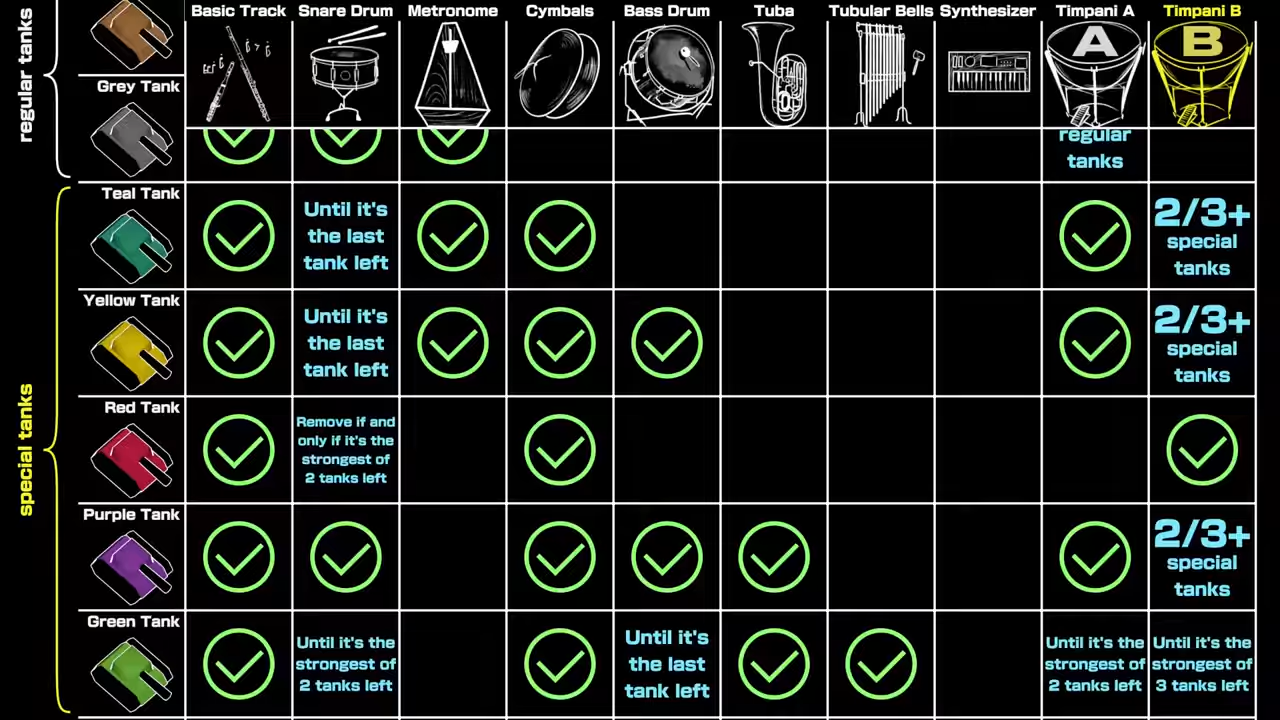 Basic Track Snare Drum Metronome Cymbals Bass Drum Tuba Tubular Bells Synthesizer Timpani A Timpani B
A B
regular tanks
Grey Tank
regular
tanks
special tanks
Teal Tank
Until it's
the last
tank left
2/3+
special
tanks
Yellow Tank
Until it's
the last
tank left
2/3+
special
tanks
Red Tank
Remove if and
only if it's the
strongest of
2 tanks left
Purple Tank
2/3+
special
tanks
Green Tank
Until it's the
strongest of
2 tanks left
Until it's
the last
tank left
Until it's the
strongest of
2 tanks left
Until it's the
strongest of
3 tanks left